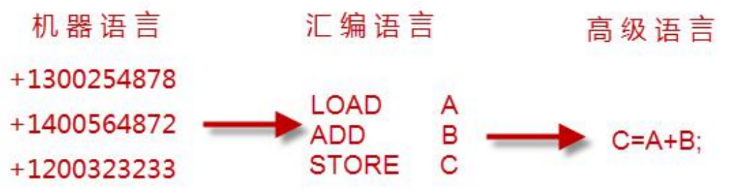 机器语言
汇编语言
高级语言
+1300254878
+1400564872
+1200323233
LOAD A
ADD B
STORE C
C=A+B;